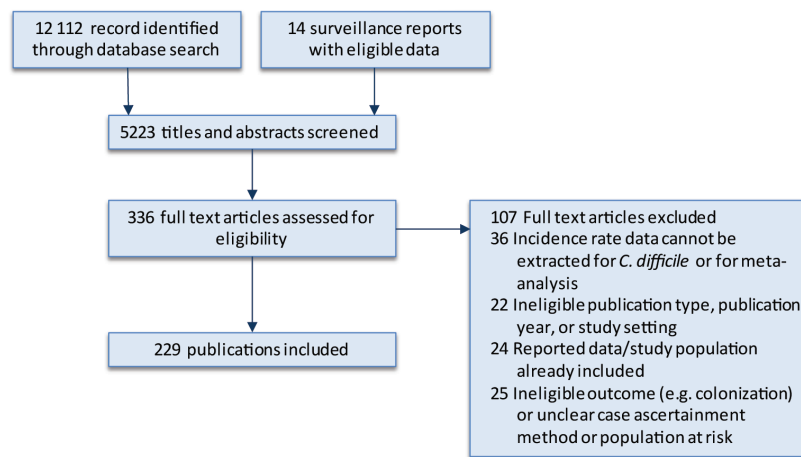 12 112 record identified
through database search
14 surveillance reports
with eligible data
5223 titles and abstracts screened
336 full text articles assessed for
eligibility
229 publications included
107 Full text articles excluded
36 Incidence rate data cannot be
extracted for C. difficile or for meta-
analysis
22 Ineligible publication type, publication
year, or study setting
24 Reported data/study population
already included
25 Ineligible outcome (e.g. colonization)
or unclear case ascertainment
method or population at risk